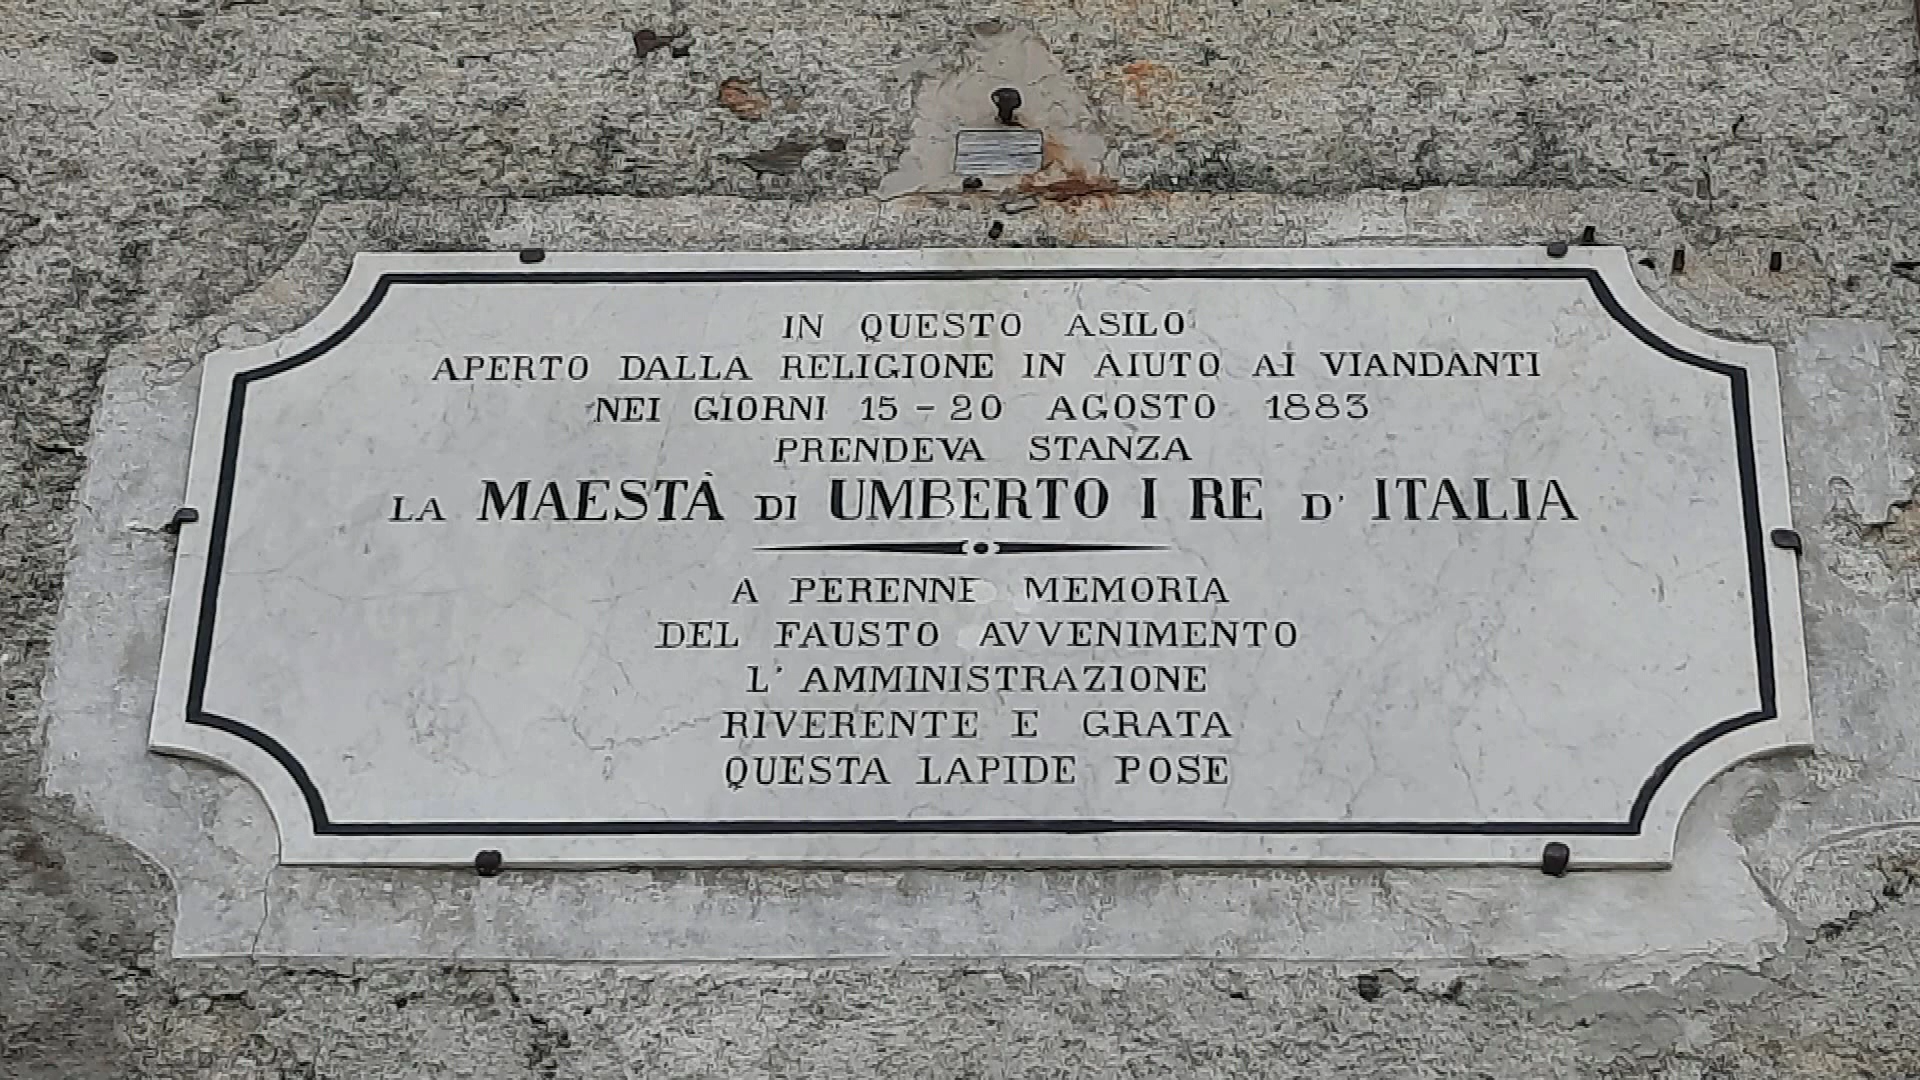 IN QUESTO ASILO
APERTO DALLA RELIGIONE IN AIUTO AI VIANDANTI
NEI GIORNI 15 - 20 AGOSTO 1883
PRENDEVA STANZA
LA MAESTÀ DI UMBERTO I RE D' ITALIA
A PERENNE MEMORIA
DEL FAUSTO AVVENIMENTO
L' AMMINISTRAZIONE
RIVERENTE E GRATA
QUESTA LAPIDE POSE